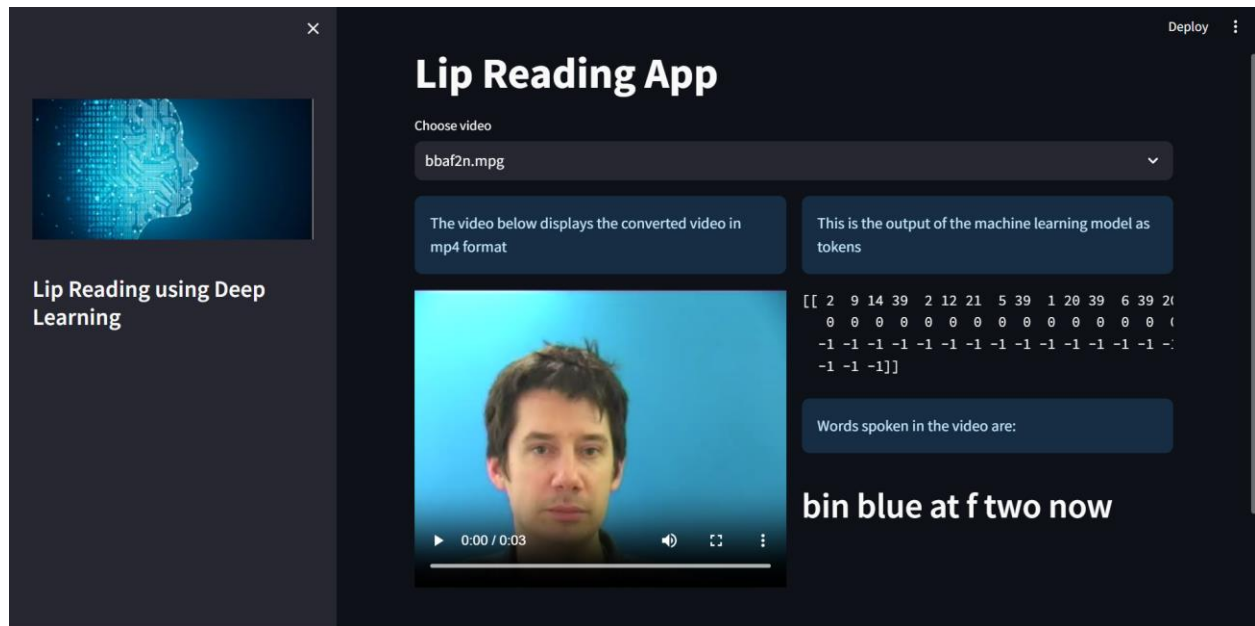 Deploy
Lip Reading App
Choose video
bbaf2n.mpg
The video below displays the converted video in
mp4 format
This is the output of the machine learning model as
tokens
Lip Reading using Deep
Learning
[[ 2 9 14 39 2 12 21 5 39 1 20 39 6 39 20
0 0 0 0 0 0 0 0 0 0 0 0 0
-1 -1 -1 -1 -1 -1 -1 -1 -1 -1 -1 -1 -1
-1 -1 -1]]
Words spoken in the video are:
bin blue at f two now
0:00 / 0:03